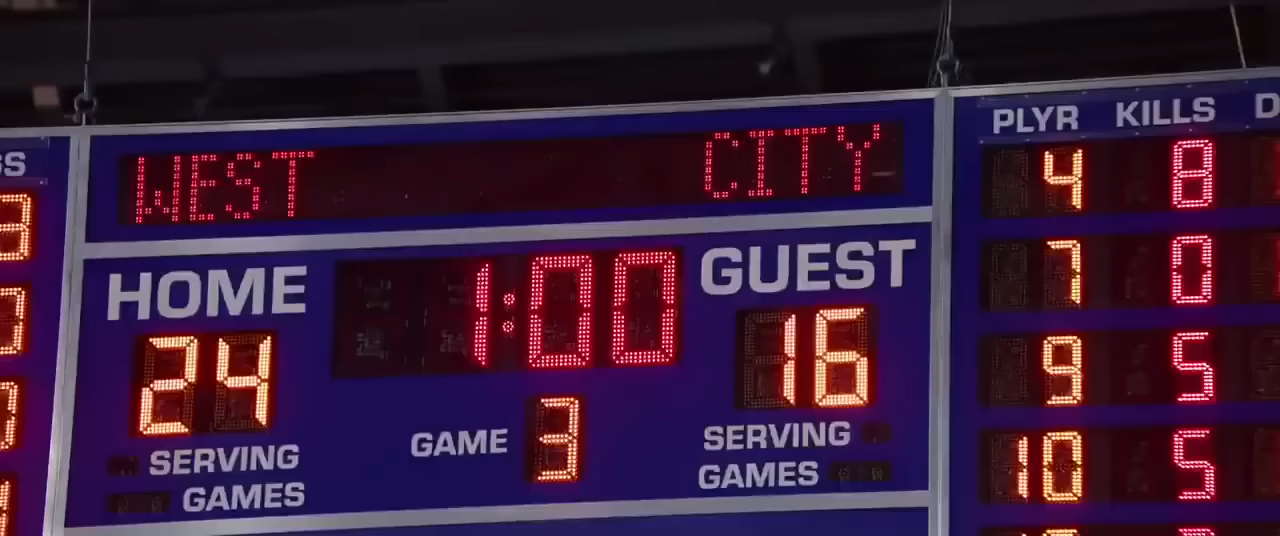 WEST CITY
HOME 1:00 GUEST
24 16
GAME 3
SERVING SERVING
GAMES GAMES
PLYR KILLS
4 8
7 0
9 5
10 5